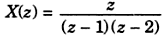 X(z) = z / ((z − 1)(z − 2))